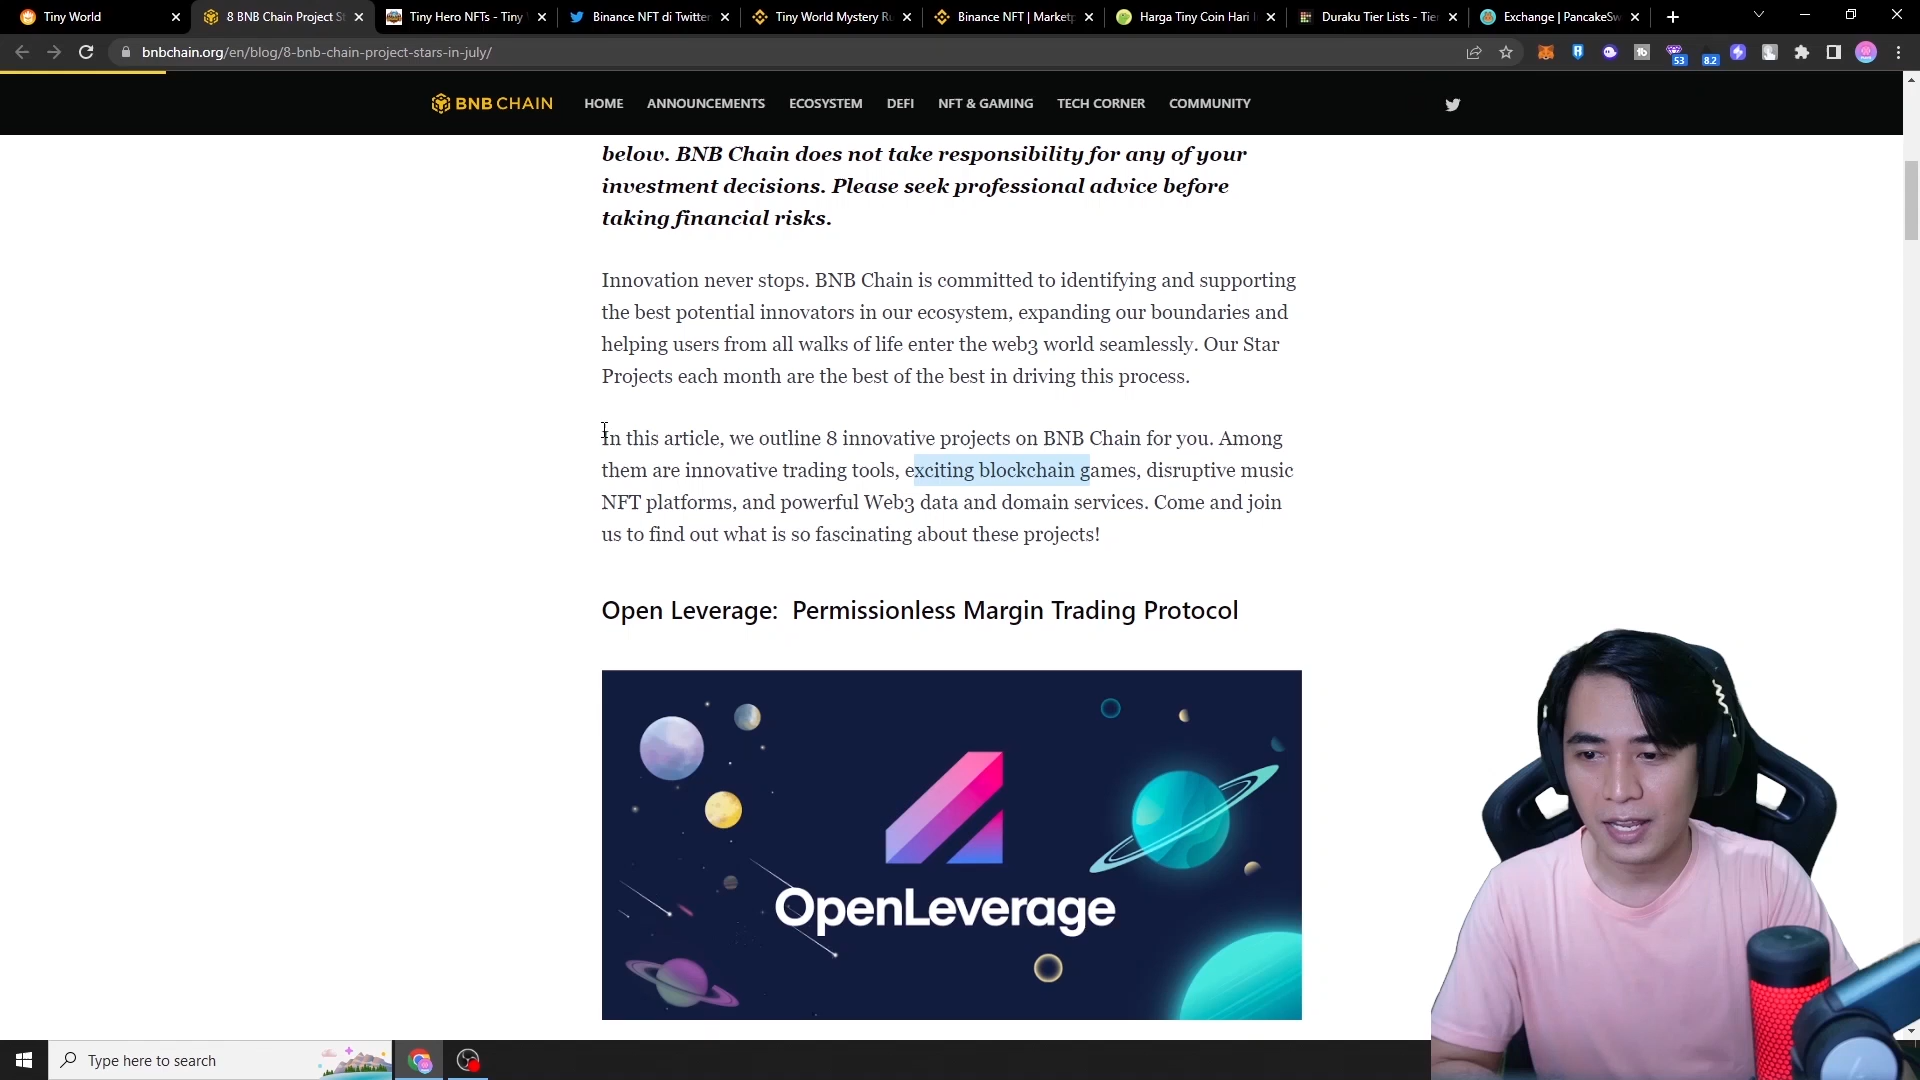 Tiny World
8 BNB Chain Project St
Tiny Hero NFTs - Tiny
Binance NFT di Twitter
Tiny World Mystery Ru
Binance NFT | Marketp
Harga Tiny Coin Hari I
Duraku Tier Lists - Tier
Exchange | PancakeSw
bnbchain.org/en/blog/8-bnb-chain-project-stars-in-july/
53
8.2
BNB CHAIN
HOME
ANNOUNCEMENTS
ECOSYSTEM
DEFI
NFT & GAMING
TECH CORNER
COMMUNITY
below. BNB Chain does not take responsibility for any of your
investment decisions. Please seek professional advice before
taking financial risks.
Innovation never stops. BNB Chain is committed to identifying and supporting
the best potential innovators in our ecosystem, expanding our boundaries and
helping users from all walks of life enter the web3 world seamlessly. Our Star
Projects each month are the best of the best in driving this process.
In this article, we outline 8 innovative projects on BNB Chain for you. Among
them are innovative trading tools, exciting blockchain games, disruptive music
NFT platforms, and powerful Web3 data and domain services. Come and join
us to find out what is so fascinating about these projects!
Open Leverage: Permissionless Margin Trading Protocol
OpenLeverage
Type here to search